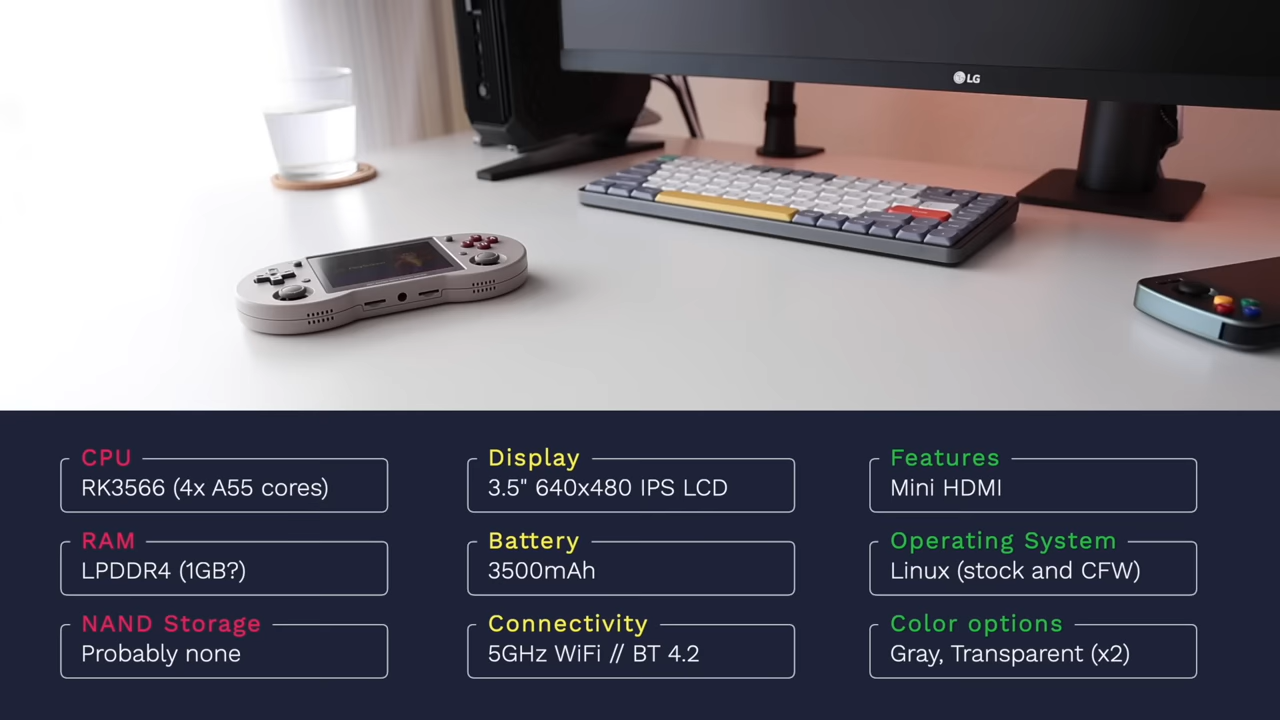 LG
CPU
RK3566 (4x A55 cores)
Display
3.5" 640x480 IPS LCD
Features
Mini HDMI
RAM
LPDDR4 (1GB?)
Battery
3500mAh
Operating System
Linux (stock and CFW)
NAND Storage
Probably none
Connectivity
5GHz WiFi // BT 4.2
Color options
Gray, Transparent (x2)